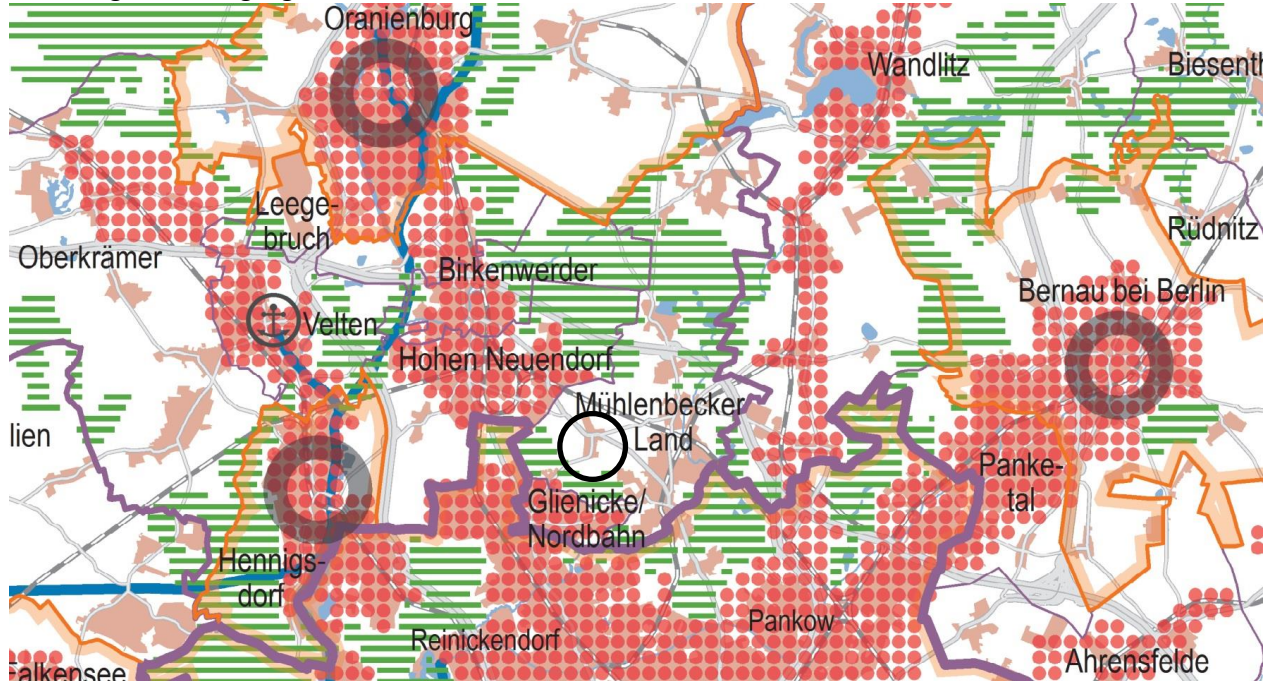 Oranienburg
Wandlitz
Biesenth
Leege-
bruch
Rüdnitz
Oberkrämer
Birkenwerder
Bernau bei Berlin
Velten
Hohen Neuendorf
Mühlenbecker
Land
lien
Panke-
tal
Glienicke/
Nordbahn
Hennigs-
dorf
Pankow
Reinickendorf
Ahrensfelde
Falkensee